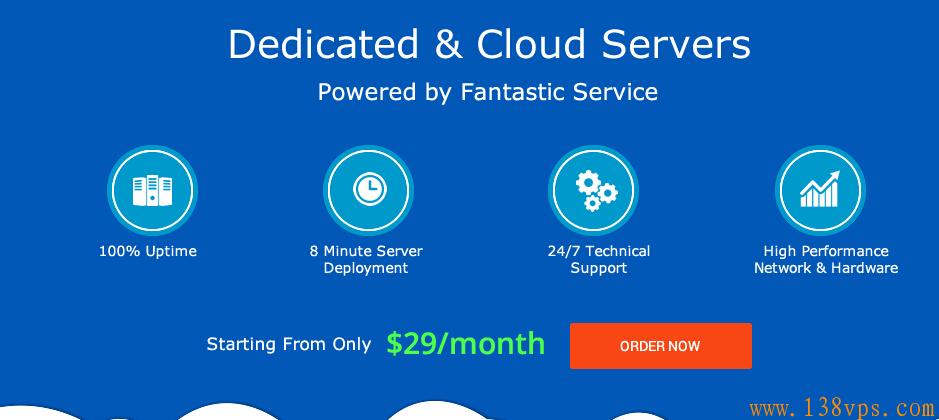 Dedicated & Cloud Servers
Powered by Fantastic Service
100% Uptime
8 Minute Server
Deployment
24/7 Technical
Support
High Performance
Network & Hardware
Starting From Only $29/month ORDER NOW
www.138vps.com